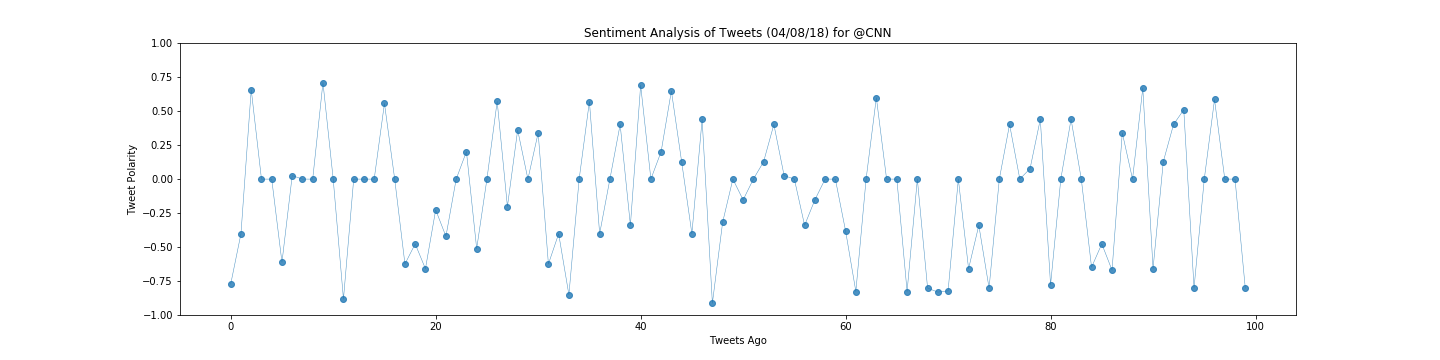 Sentiment Analysis of Tweets (04/08/18) for @CNN
1.00
0.75
0.50
0.25
0.00
−0.25
−0.50
−0.75
−1.00
Tweet Polarity
0 20 40 60 80 100
Tweets Ago